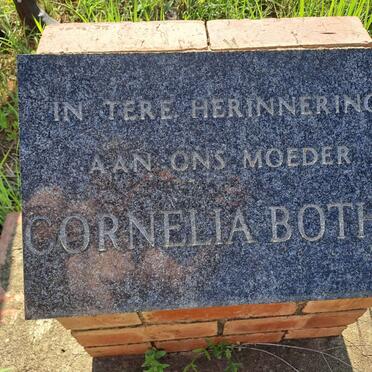 IN TERE HERINNERING
AAN ONS MOEDER
CORNELIA BOTH